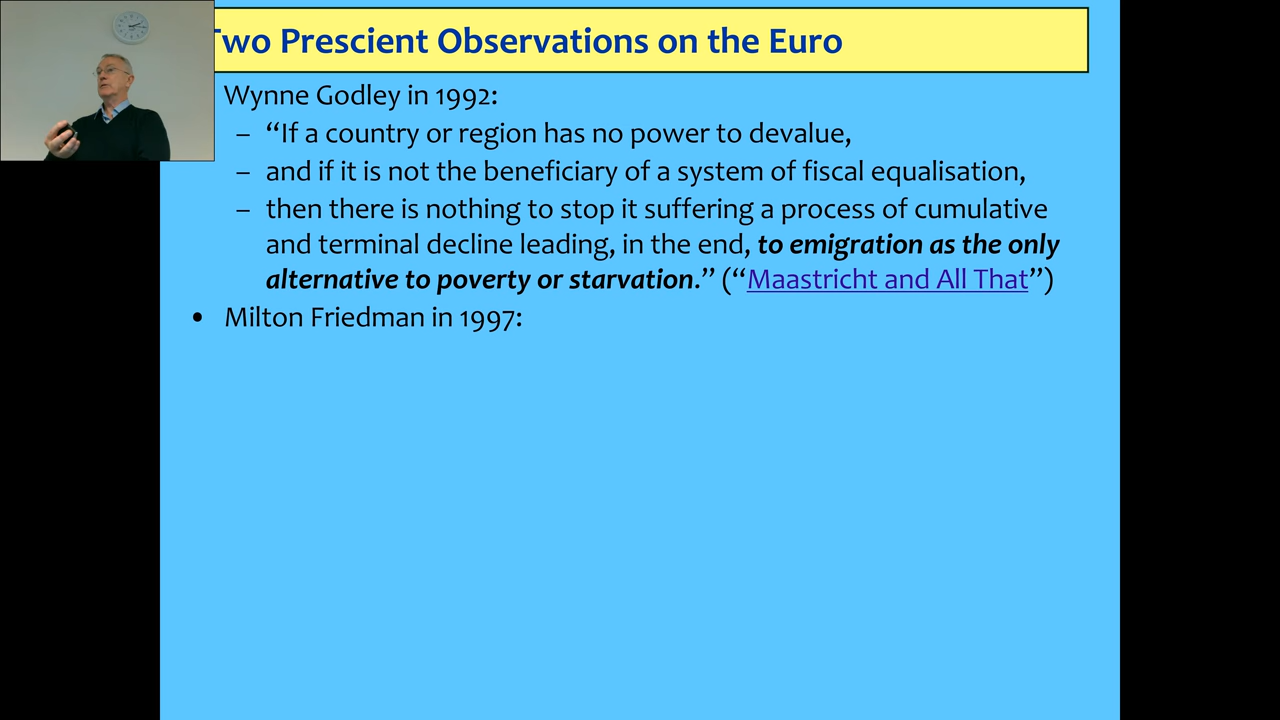 Two Prescient Observations on the Euro
Wynne Godley in 1992:
– “If a country or region has no power to devalue,
– and if it is not the beneficiary of a system of fiscal equalisation,
– then there is nothing to stop it suffering a process of cumulative
and terminal decline leading, in the end, to emigration as the only
alternative to poverty or starvation.” (“Maastricht and All That”)
• Milton Friedman in 1997: